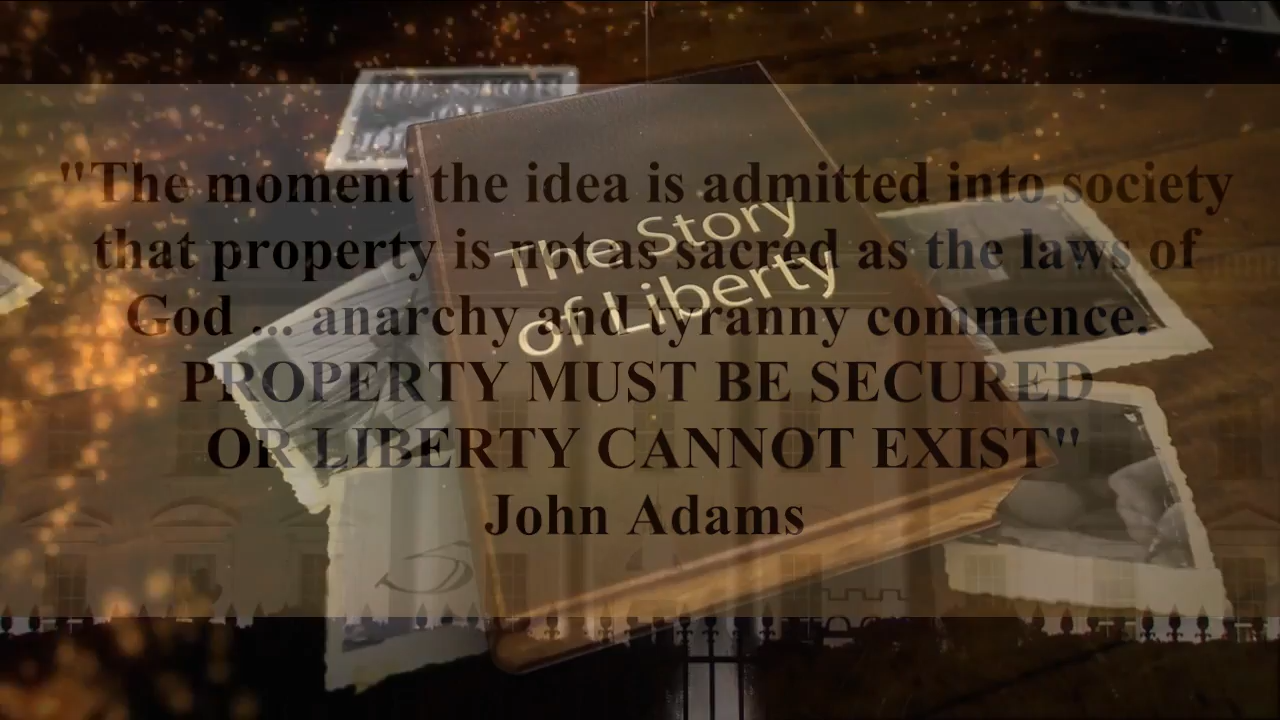 "The moment the idea is admitted into society
that property is not as sacred as the laws of
God ... anarchy and tyranny commence.
PROPERTY MUST BE SECURED
OR LIBERTY CANNOT EXIST"
John Adams
The Story
of Liberty